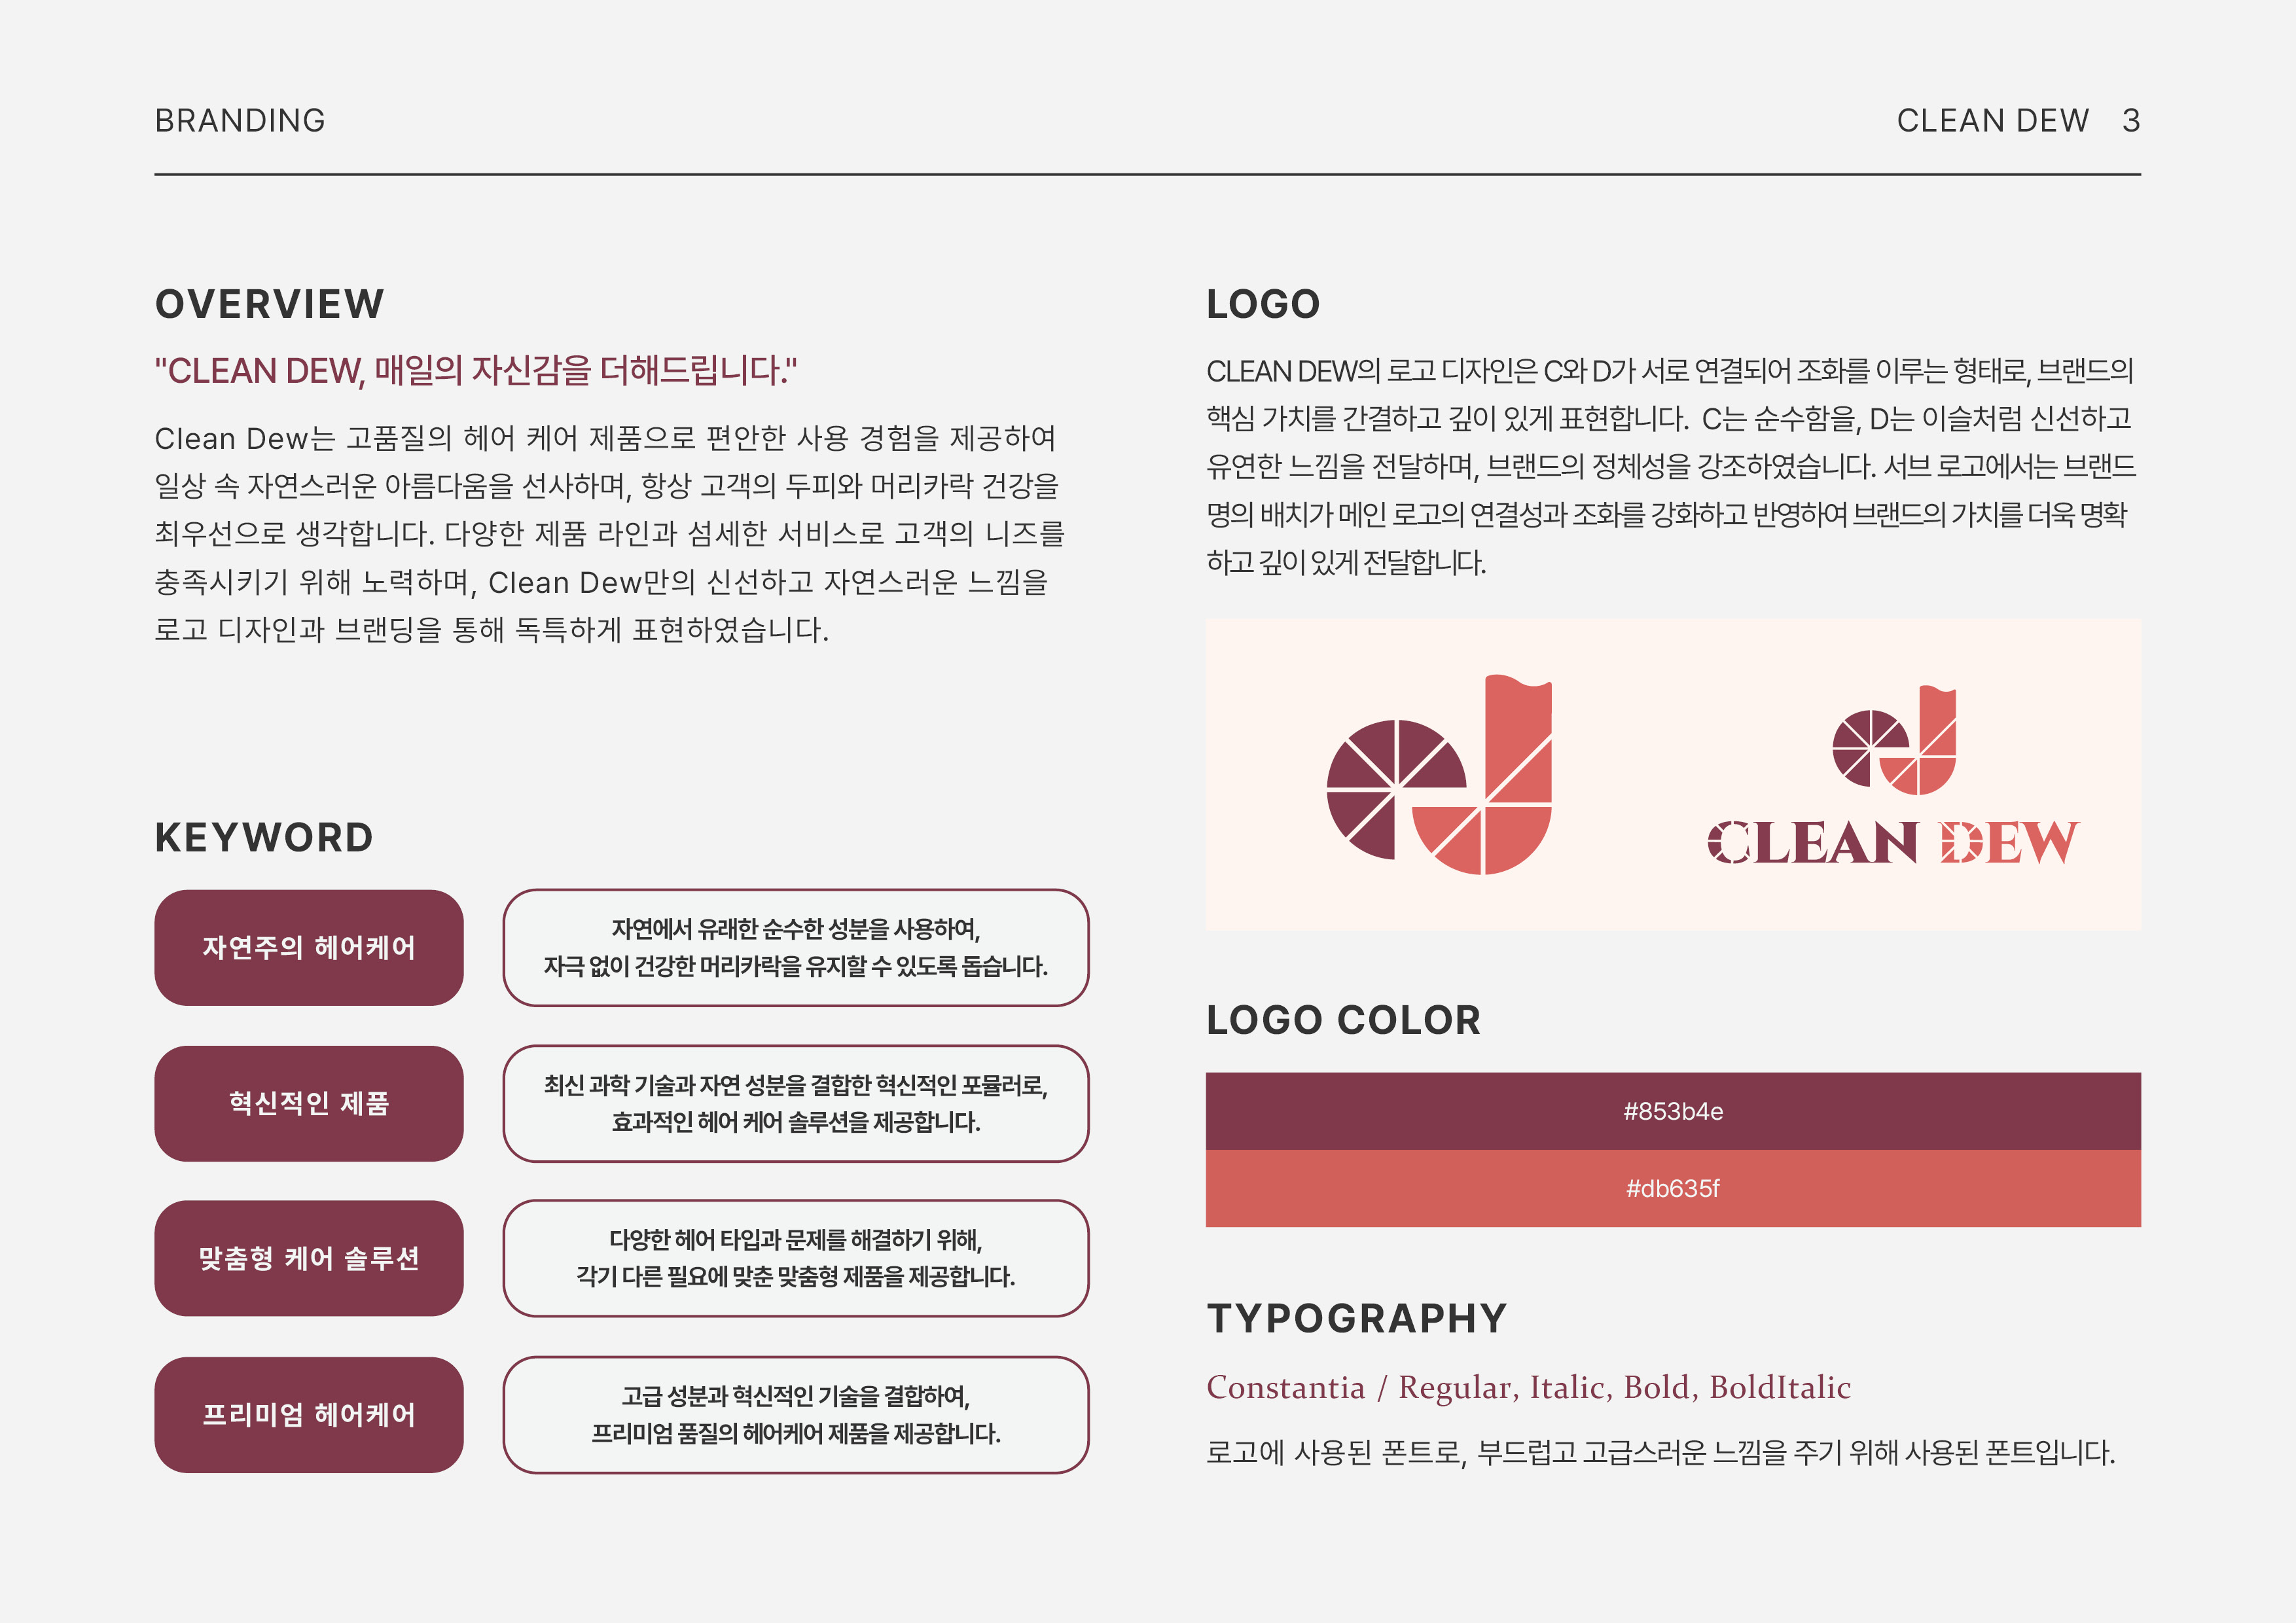 BRANDING
CLEAN DEW 3
OVERVIEW
"CLEAN DEW, 매일의 자신감을 더해드립니다."
Clean Dew는 고품질의 헤어 케어 제품으로 편안한 사용 경험을 제공하여
일상 속 자연스러운 아름다움을 선사하며, 항상 고객의 두피와 머리카락 건강을
최우선으로 생각합니다. 다양한 제품 라인과 섬세한 서비스로 고객의 니즈를
충족시키기 위해 노력하며, Clean Dew만의 신선하고 자연스러운 느낌을
로고 디자인과 브랜딩을 통해 독특하게 표현하였습니다.
KEYWORD
자연주의 헤어케어
자연에서 유래한 순수한 성분을 사용하여,
자극 없이 건강한 머리카락을 유지할 수 있도록 돕습니다.
혁신적인 제품
최신 과학 기술과 자연 성분을 결합한 혁신적인 포뮬러로,
효과적인 헤어 케어 솔루션을 제공합니다.
맞춤형 케어 솔루션
다양한 헤어 타입과 문제를 해결하기 위해,
각기 다른 필요에 맞춘 맞춤형 제품을 제공합니다.
프리미엄 헤어케어
고급 성분과 혁신적인 기술을 결합하여,
프리미엄 품질의 헤어케어 제품을 제공합니다.
LOGO
CLEAN DEW의 로고 디자인은 C와 D가 서로 연결되어 조화를 이루는 형태로, 브랜드의
핵심 가치를 간결하고 깊이 있게 표현합니다. C는 순수함을, D는 이슬처럼 신선하고
유연한 느낌을 전달하며, 브랜드의 정체성을 강조하였습니다. 서브 로고에서는 브랜드
명의 배치가 메인 로고의 연결성과 조화를 강화하고 반영하여 브랜드의 가치를 더욱 명확
하고 깊이 있게 전달합니다.
CLEAN DEW
LOGO COLOR
#853b4e
#db635f
TYPOGRAPHY
Constantia / Regular, Italic, Bold, BoldItalic
로고에 사용된 폰트로, 부드럽고 고급스러운 느낌을 주기 위해 사용된 폰트입니다.